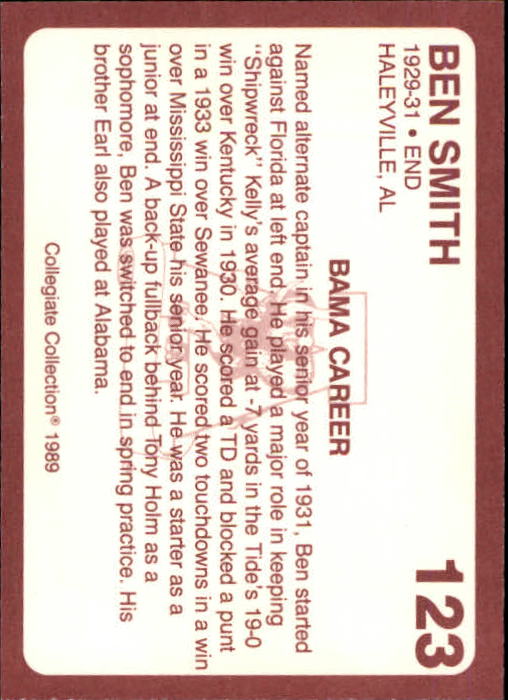 BEN SMITH
123
1929-31 • END
HALEYVILLE, AL
BAMA CAREER
Named alternate captain in his senior year of 1931, Ben started
against Florida at left end. He played a major role in keeping
"Shipwreck" Kelly's average gain at -7 yards in the Tide's 19-0
win over Kentucky in 1930. He scored a TD and blocked a punt
in a 1933 win over Sewanee. He scored two touchdowns in a win
over Mississippi State his senior year. He was a starter as a
junior at end. A back-up fullback behind Tony Holm as a
sophomore, Ben was switched to end in spring practice. His
brother Earl also played at Alabama.
Collegiate Collection® 1989